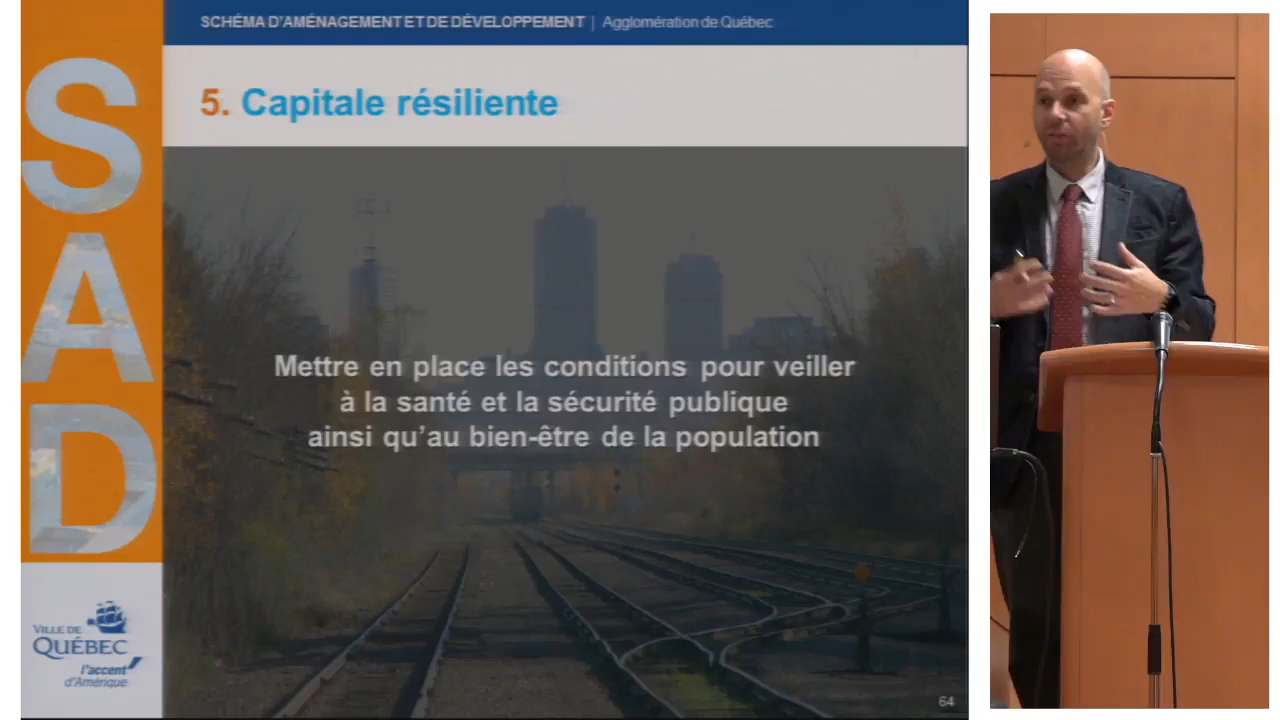 SCHÉMA D'AMÉNAGEMENT ET DE DÉVELOPPEMENT | Agglomération de Québec
SAD
5. Capitale résiliente
Mettre en place les conditions pour veiller
à la santé et la sécurité publique
ainsi qu'au bien-être de la population
VILLE DE
QUÉBEC
l'accent
d'Amérique
64